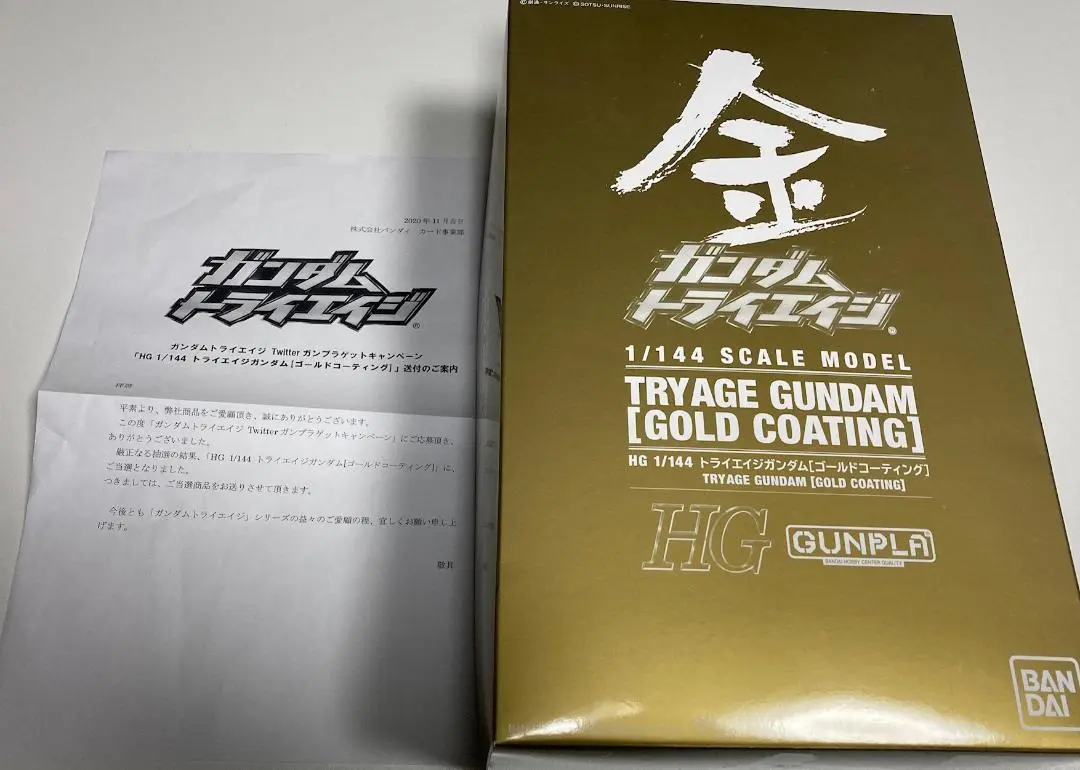 2020年11月吉日
株式会社バンダイ カード事業部
ガンダム
トライエイジ®
ガンダムトライエイジ Twitter ガンプラゲットキャンペーン
「HG 1/144 トライエイジガンダム[ゴールドコーティング]」送付のご案内
拝啓
平素より、弊社商品をご愛顧頂き、誠にありがとうございます。
この度「ガンダムトライエイジ Twitterガンプラゲットキャンペーン」にご応募頂き、
ありがとうございました。
厳正なる抽選の結果、「HG 1/144 トライエイジガンダム[ゴールドコーティング]」に、
ご当選となりました。
つきましては、ご当選商品をお送りさせて頂きます。
今後とも「ガンダムトライエイジ」シリーズの益々のご愛顧の程、宜しくお願い申し上
げます。
敬具
©創通・サンライズ ©SOTSU・SUNRISE
金
ガンダム
トライエイジ®
1/144 SCALE MODEL
TRYAGE GUNDAM
[GOLD COATING]
HG 1/144 トライエイジガンダム[ゴールドコーティング]
TRYAGE GUNDAM [GOLD COATING]
HG
GUNPLA
BANDAI HOBBY CENTER QUALITY
BAN
DAI